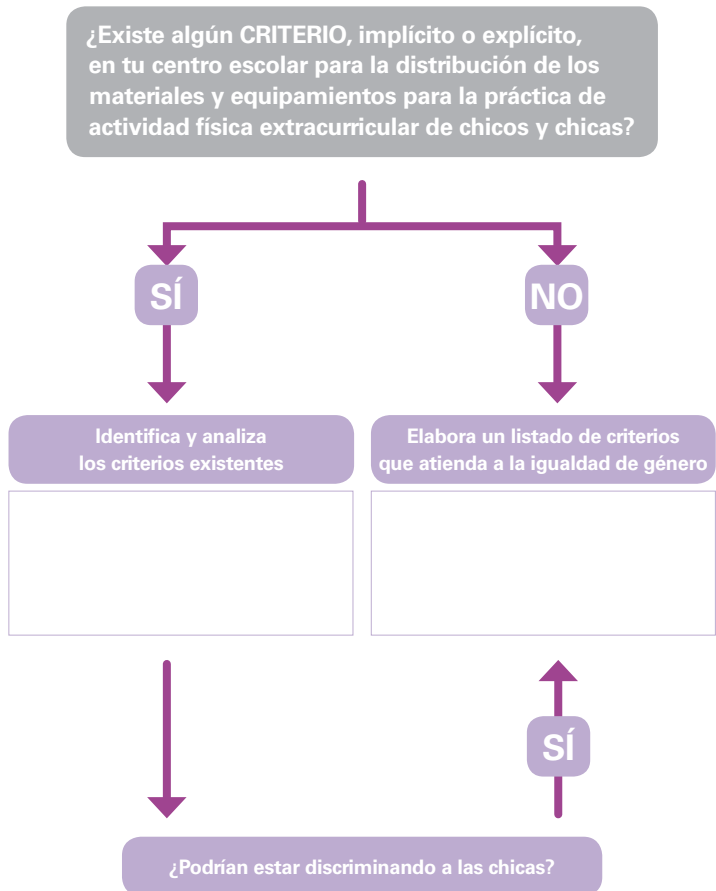 ¿Existe algún CRITERIO, implícito o explícito,
en tu centro escolar para la distribución de los
materiales y equipamientos para la práctica de
actividad física extracurricular de chicos y chicas?
SÍ
NO
Identifica y analiza
los criterios existentes
Elabora un listado de criterios
que atienda a la igualdad de género
SÍ
¿Podrían estar discriminando a las chicas?